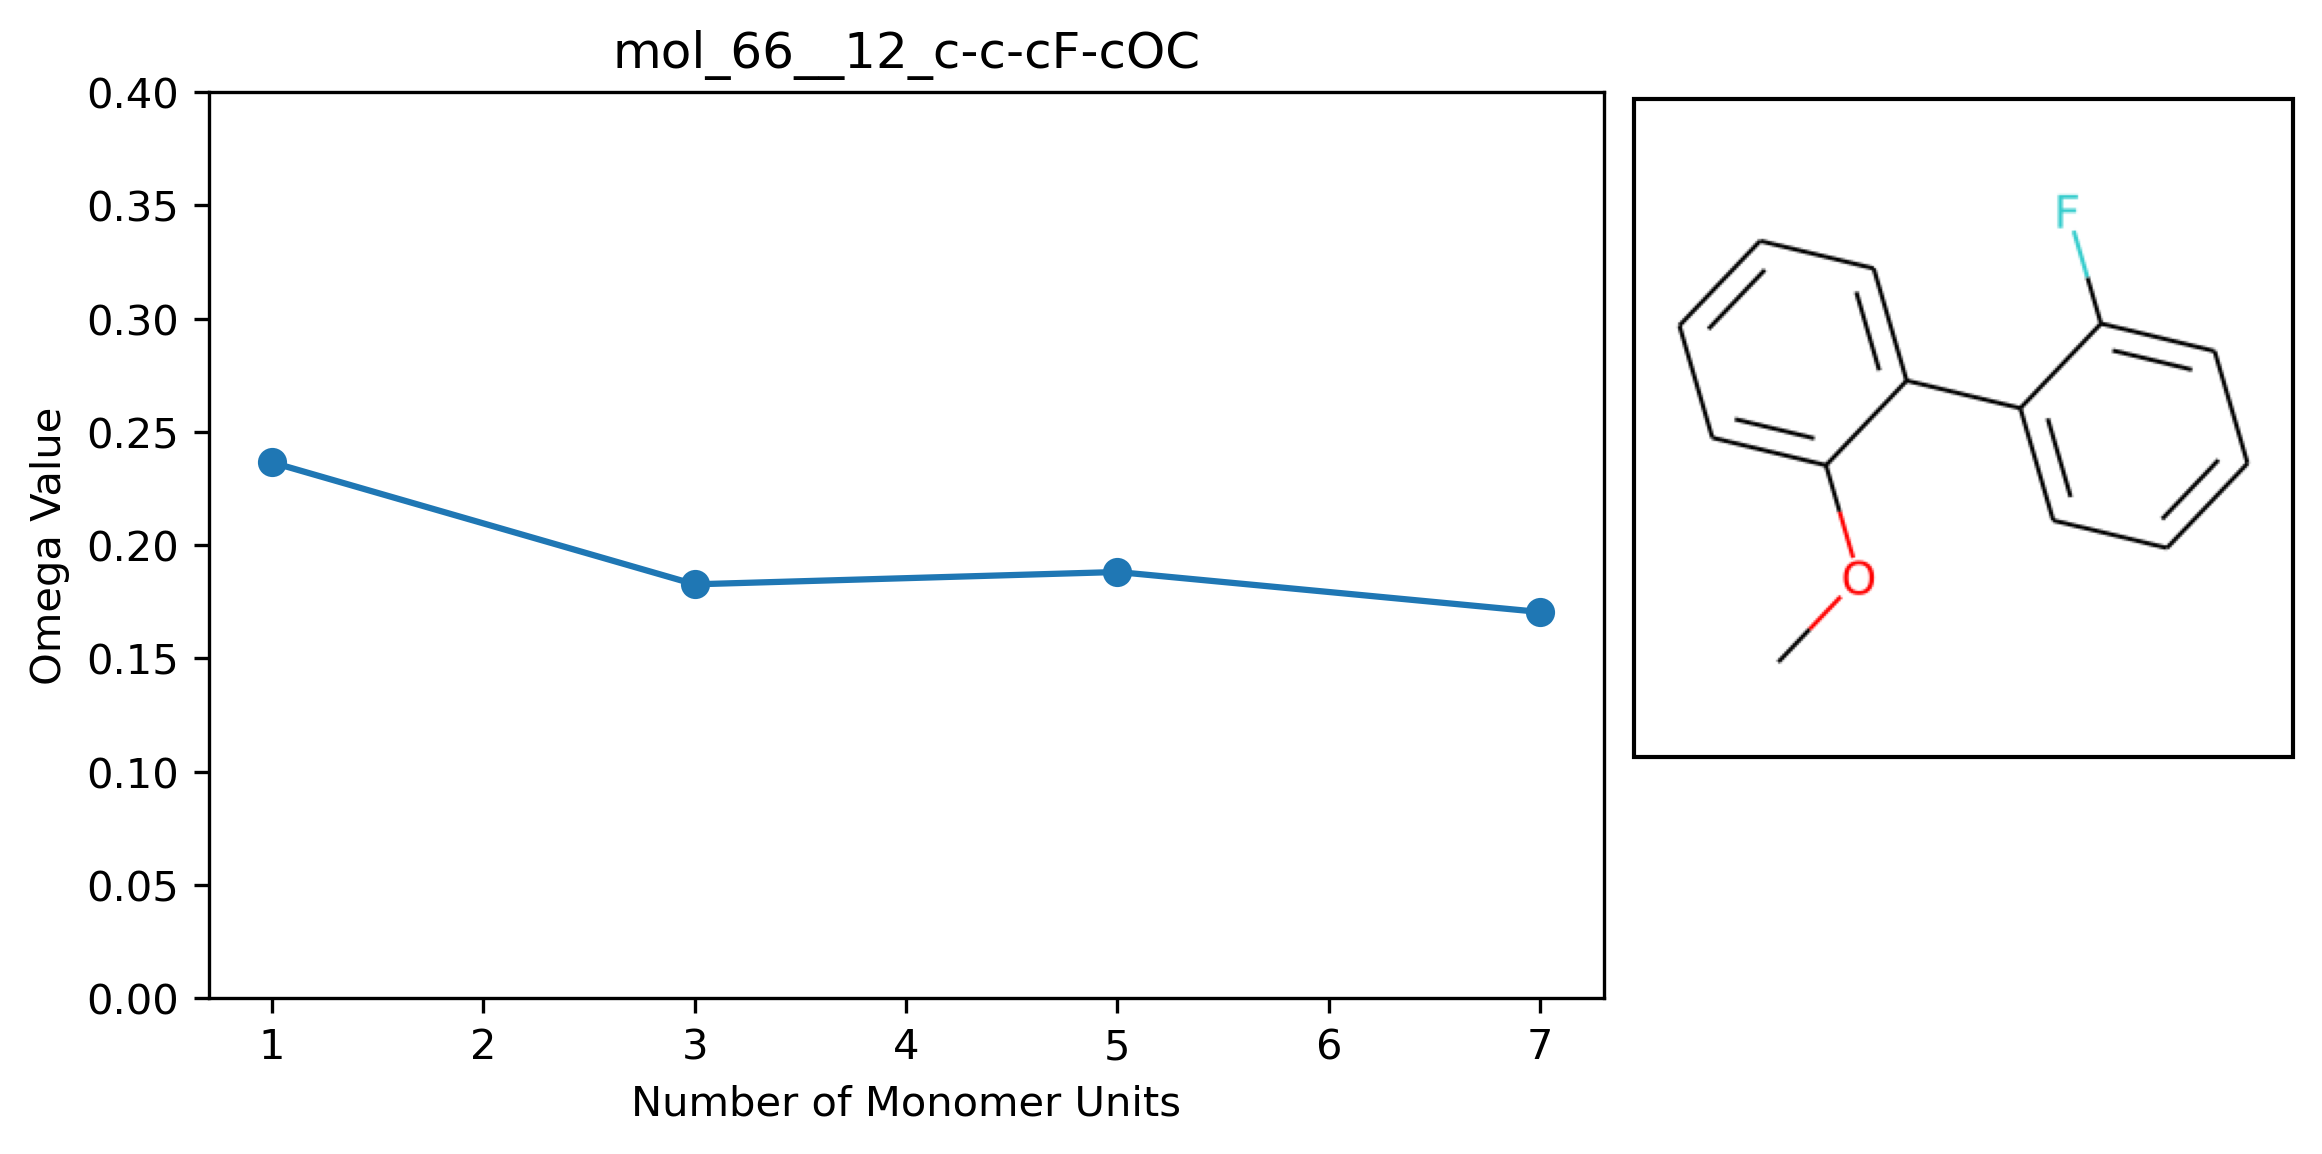 mol_66__12_c-c-cF-cOC
0.40
0.35
0.30
0.25
0.20
0.15
0.10
0.05
0.00
Omega Value
1 2 3 4 5 6 7
Number of Monomer Units
F
O